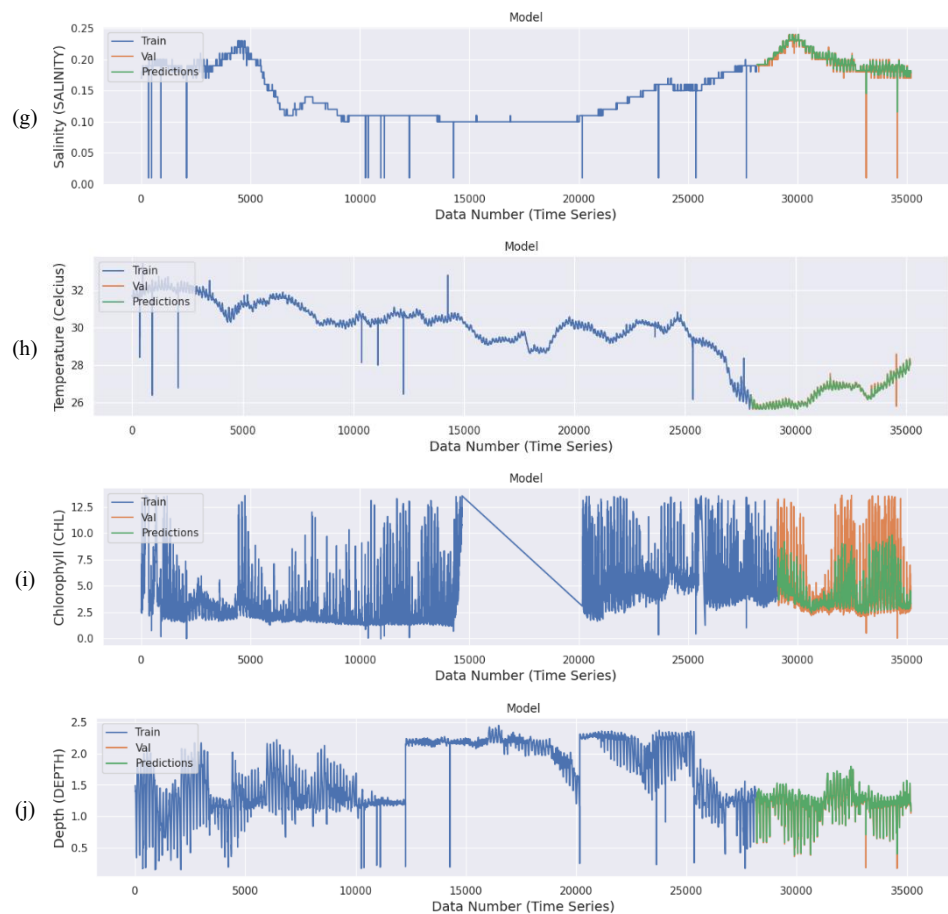 Model
(g)
Salinity (SALINITY)
0.25
0.20
0.15
0.10
0.05
0.00
Train
Val
Predictions
0 5000 10000 15000 20000 25000 30000 35000
Data Number (Time Series)
Model
(h)
Temperature (Celcius)
32
30
28
26
Train
Val
Predictions
0 5000 10000 15000 20000 25000 30000 35000
Data Number (Time Series)
Model
(i)
Chlorophyll (CHL)
12.5
10.0
7.5
5.0
2.5
0.0
Train
Val
Predictions
0 5000 10000 15000 20000 25000 30000 35000
Data Number (Time Series)
Model
(j)
Depth (DEPTH)
2.5
2.0
1.5
1.0
0.5
Train
Val
Predictions
0 5000 10000 15000 20000 25000 30000 35000
Data Number (Time Series)